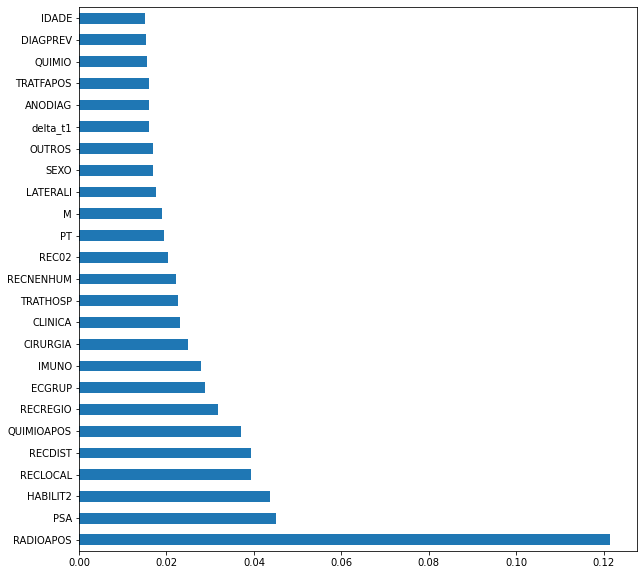 IDADE
DIAGPREV
QUIMIO
TRATFAPOS
ANODIAG
delta_t1
OUTROS
SEXO
LATERALI
M
PT
REC02
RECNENHUM
TRATHOSP
CLINICA
CIRURGIA
IMUNO
ECGRUP
RECREGIO
QUIMIOAPOS
RECDIST
RECLOCAL
HABILIT2
PSA
RADIOAPOS
0.00 0.02 0.04 0.06 0.08 0.10 0.12